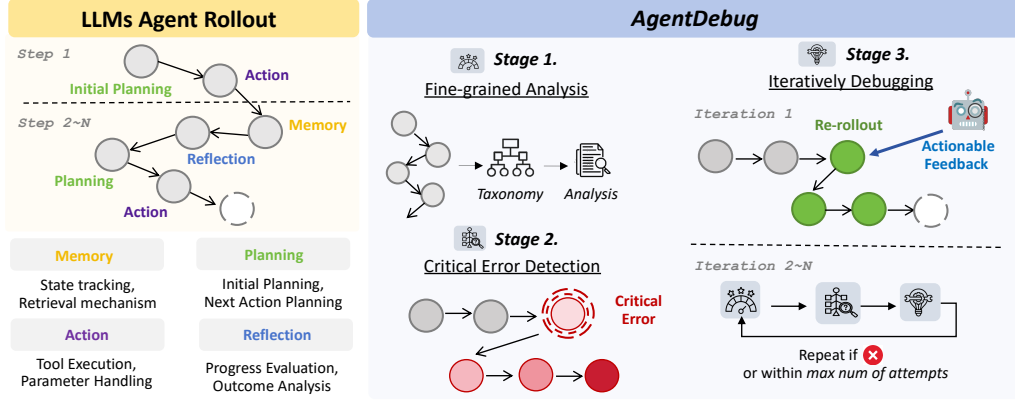 LLMs Agent Rollout
Step 1
Initial Planning
Action
Step 2~N
Memory
Reflection
Planning
Action
Memory
State tracking,
Retrieval mechanism
Planning
Initial Planning,
Next Action Planning
Action
Tool Execution,
Parameter Handling
Reflection
Progress Evaluation,
Outcome Analysis
AgentDebug
Stage 1.
Fine-grained Analysis
Taxonomy
Analysis
Stage 2.
Critical Error Detection
Critical
Error
Stage 3.
Iteratively Debugging
Iteration 1
Re-rollout
Actionable
Feedback
Iteration 2~N
Repeat if
or within max num of attempts